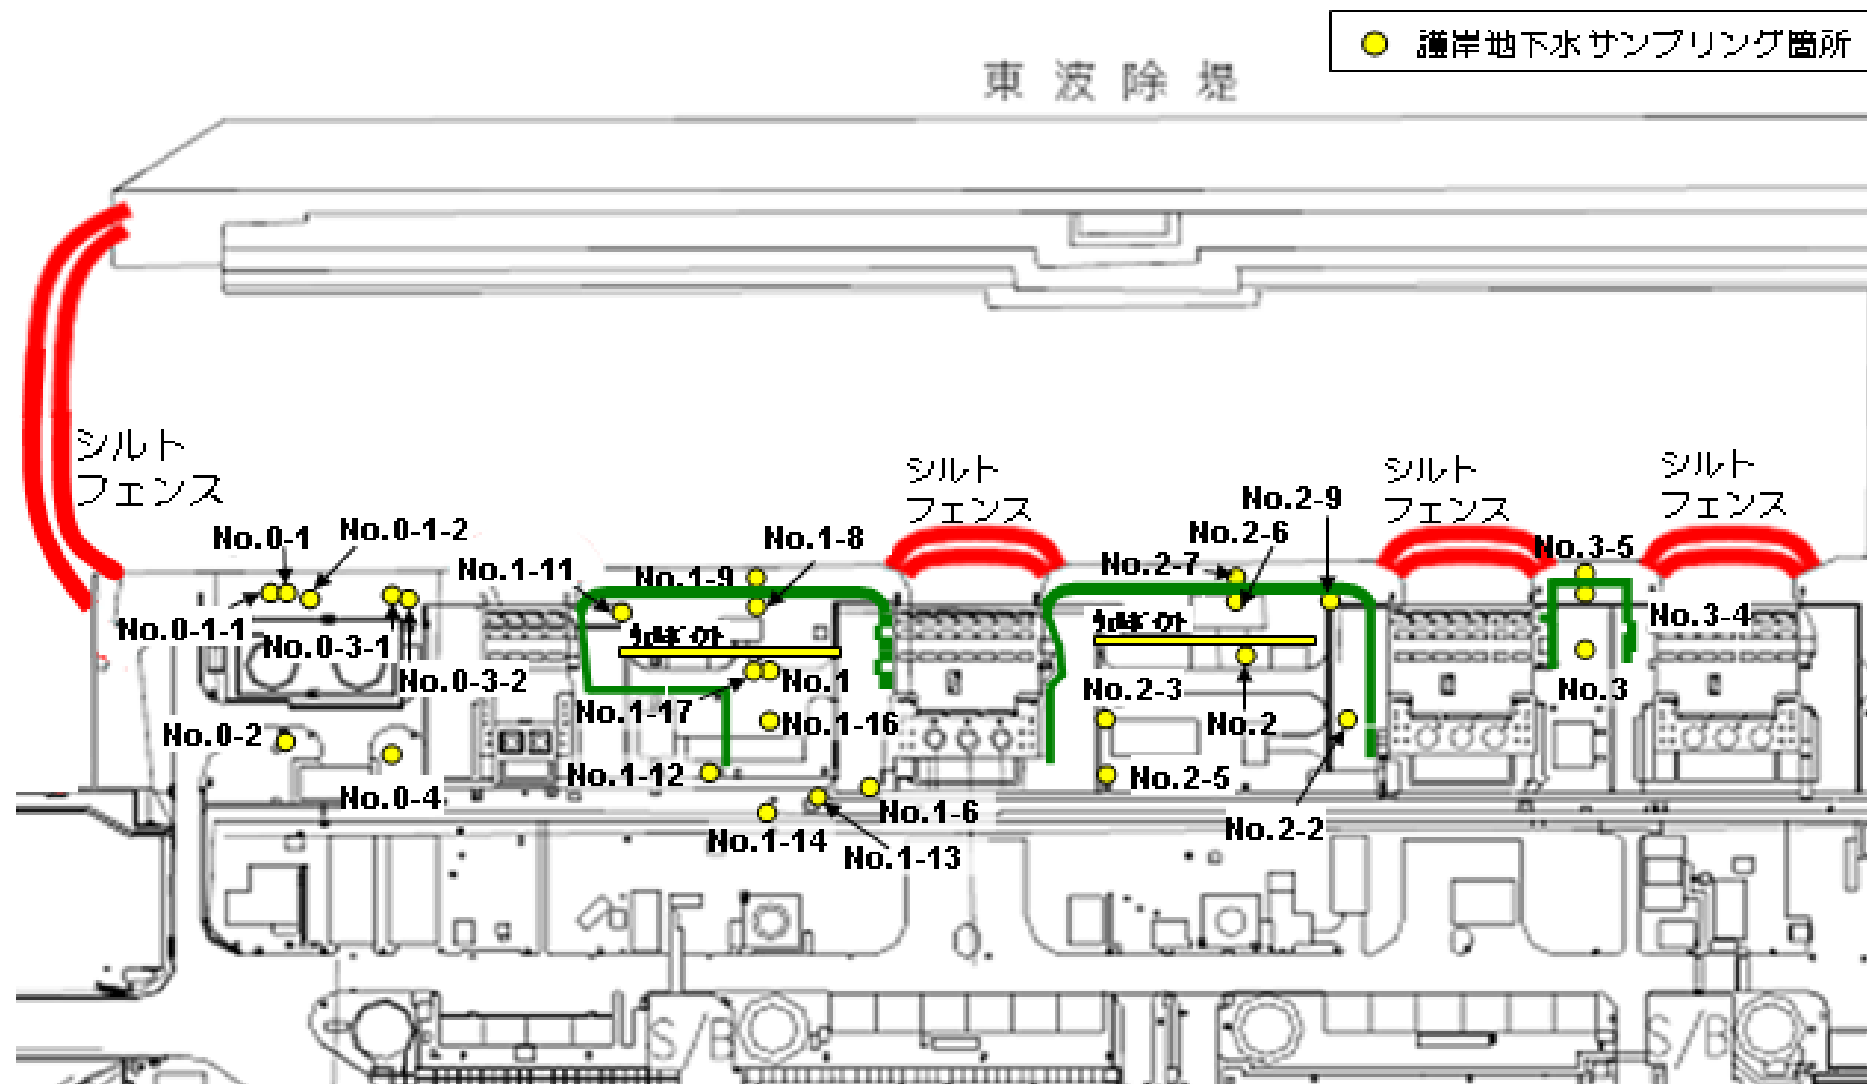 護岸地下水サンプリング箇所
東波除堤
シルト
フェンス
シルト
フェンス
シルト
フェンス
シルト
フェンス
No.0-1
No.0-1-2
No.1-11
No.1-9
No.1-8
No.2-7
No.2-6
No.2-9
No.3-5
No.0-1-1
No.0-3-1
No.0-3-2
No.3-4
No.1
No.1-17
No.1-16
No.2-3
No.2
No.3
No.0-2
No.0-4
No.1-12
No.1-14
No.1-13
No.1-6
No.2-5
No.2-2
S/B
S/B